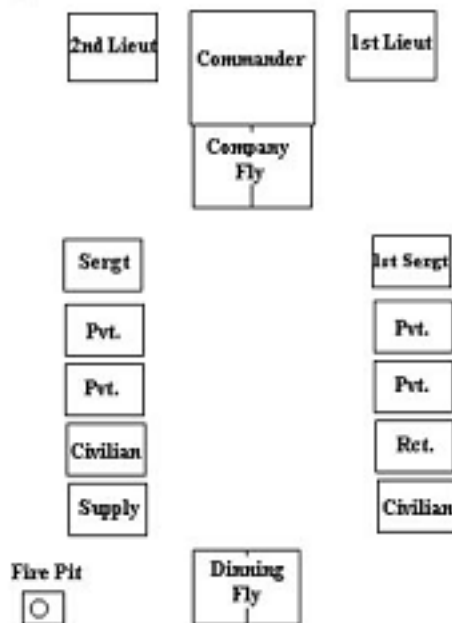 2nd Lieut
Commander
1st Lieut
Company
Fly
Sergt
1st Sergt
Pvt.
Pvt.
Pvt.
Pvt.
Civilian
Rct.
Supply
Civilian
Fire Pit
Dinning
Fly